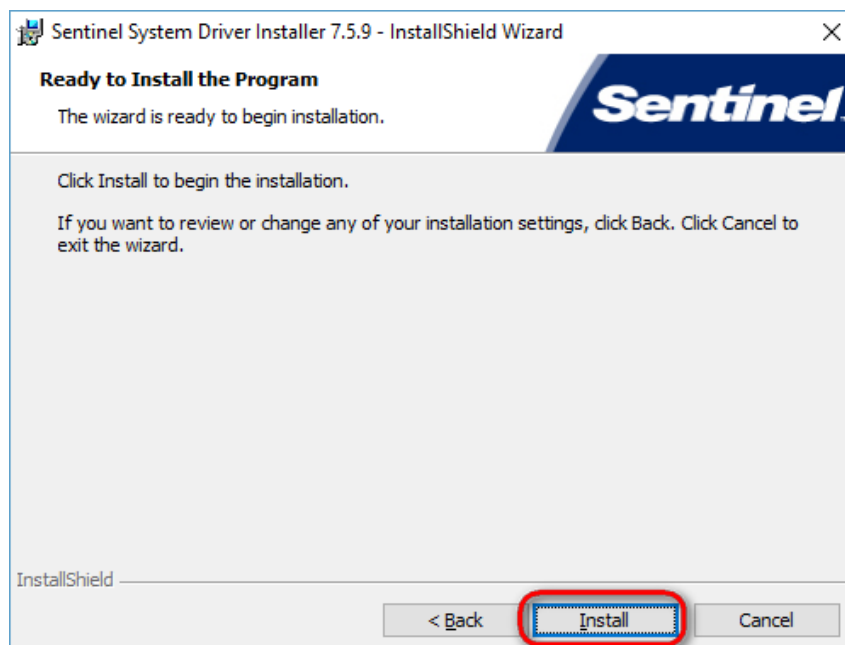 Sentinel System Driver Installer 7.5.9 - InstallShield Wizard
Ready to Install the Program
The wizard is ready to begin installation.
Sentinel
Click Install to begin the installation.
If you want to review or change any of your installation settings, click Back. Click Cancel to
exit the wizard.
InstallShield
< Back Install Cancel